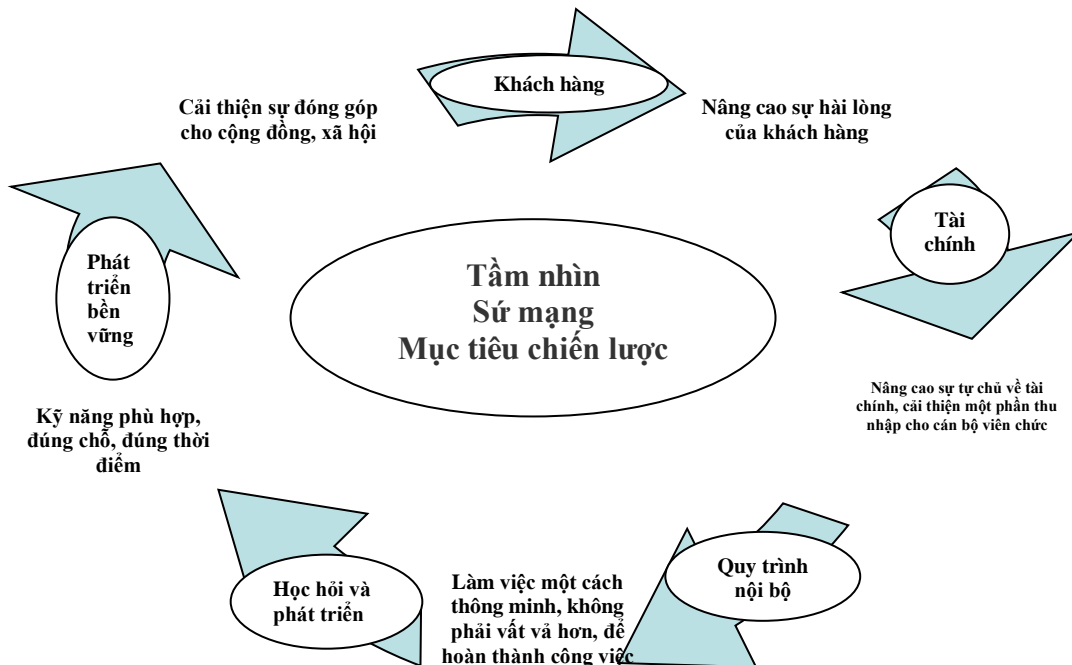 Khách hàng
Cải thiện sự đóng góp
cho cộng đồng, xã hội
Nâng cao sự hài lòng
của khách hàng
Tài
chính
Phát
triển
bền
vững
Tầm nhìn
Sứ mạng
Mục tiêu chiến lược
Nâng cao sự tự chủ về tài
chính, cải thiện một phần thu
nhập cho cán bộ viên chức
Kỹ năng phù hợp,
đúng chỗ, đúng thời
điểm
Quy trình
nội bộ
Học hỏi và
phát triển
Làm việc một cách
thông minh, không
phải vất vả hơn, để
hoàn thành công việc